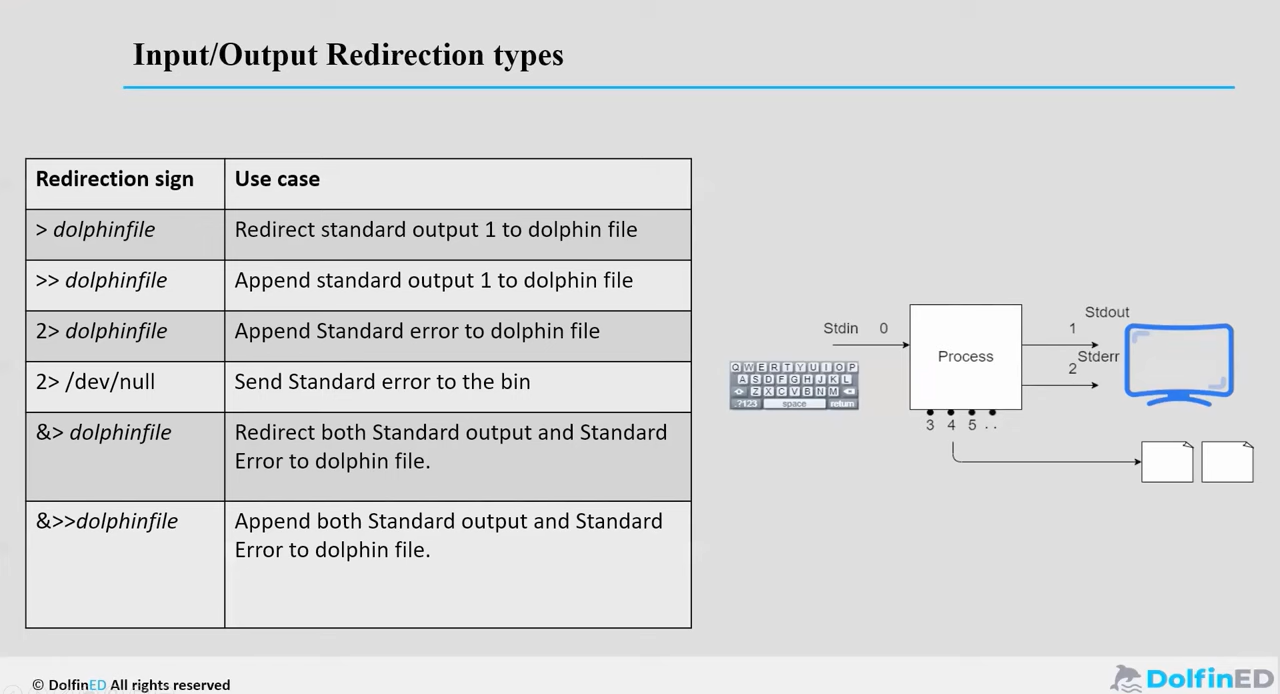 Input/Output Redirection types
Redirection sign
Use case
> dolphinfile
Redirect standard output 1 to dolphin file
>> dolphinfile
Append standard output 1 to dolphin file
2> dolphinfile
Append Standard error to dolphin file
2> /dev/null
Send Standard error to the bin
&> dolphinfile
Redirect both Standard output and Standard
Error to dolphin file.
&>>dolphinfile
Append both Standard output and Standard
Error to dolphin file.
Stdin 0
Process
Stdout
1
Stderr
2
3 4 5 . .
Q W E R T Y U I O P
A S D F G H J K L
Z X C V B N M
.?123 space return
© DolfinED All rights reserved
DolfinED